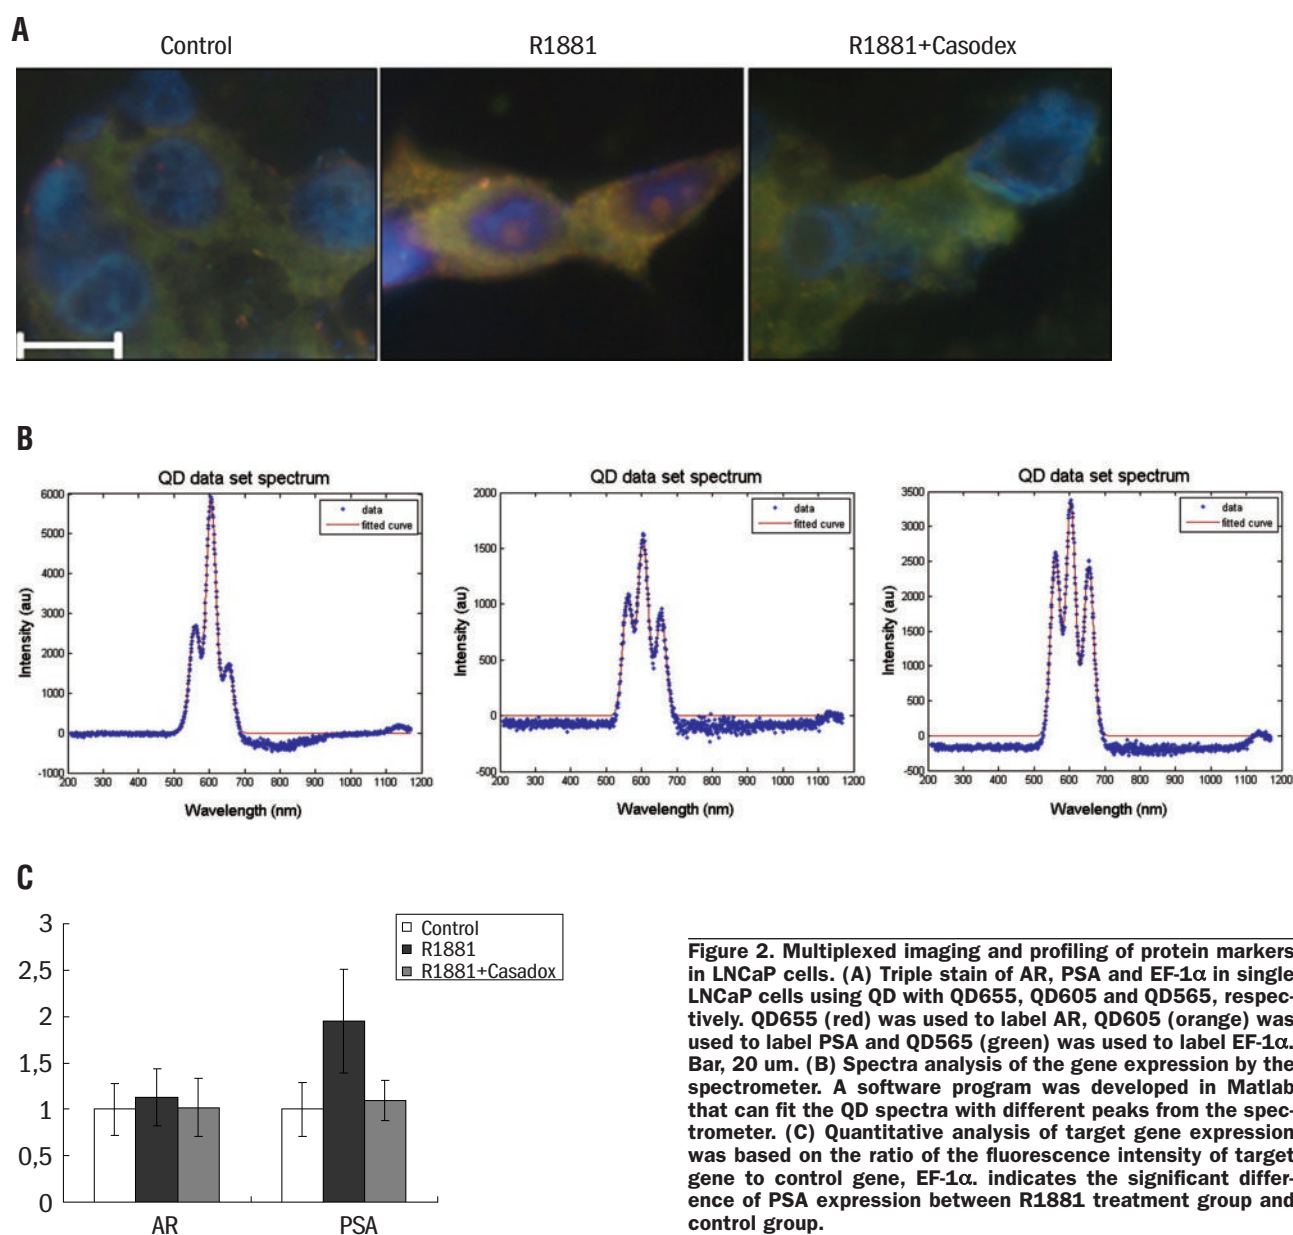 A
Control
R1881
R1881+Casodex
B
QD data set spectrum
data
fitted curve
Intensity (au)
6000
5000
4000
3000
2000
1000
0
-1000
200 300 400 500 600 700 800 900 1000 1100 1200
Wavelength (nm)
QD data set spectrum
data
fitted curve
Intensity (au)
2000
1500
1000
500
0
-500
200 300 400 500 600 700 800 900 1000 1100 1200
Wavelength (nm)
QD data set spectrum
data
fitted curve
Intensity (au)
3500
3000
2500
2000
1500
1000
500
0
-500
200 300 400 500 600 700 800 900 1000 1100 1200
Wavelength (nm)
C
3
2,5
2
1,5
1
0,5
0
AR
PSA
Control
R1881
R1881+Casadox
Figure 2. Multiplexed imaging and profiling of protein markers
in LNCaP cells. (A) Triple stain of AR, PSA and EF-1α in single
LNCaP cells using QD with QD655, QD605 and QD565, respec-
tively. QD655 (red) was used to label AR, QD605 (orange) was
used to label PSA and QD565 (green) was used to label EF-1α.
Bar, 20 um. (B) Spectra analysis of the gene expression by the
spectrometer. A software program was developed in Matlab
that can fit the QD spectra with different peaks from the spec-
trometer. (C) Quantitative analysis of target gene expression
was based on the ratio of the fluorescence intensity of target
gene to control gene, EF-1α. indicates the significant differ-
ence of PSA expression between R1881 treatment group and
control group.